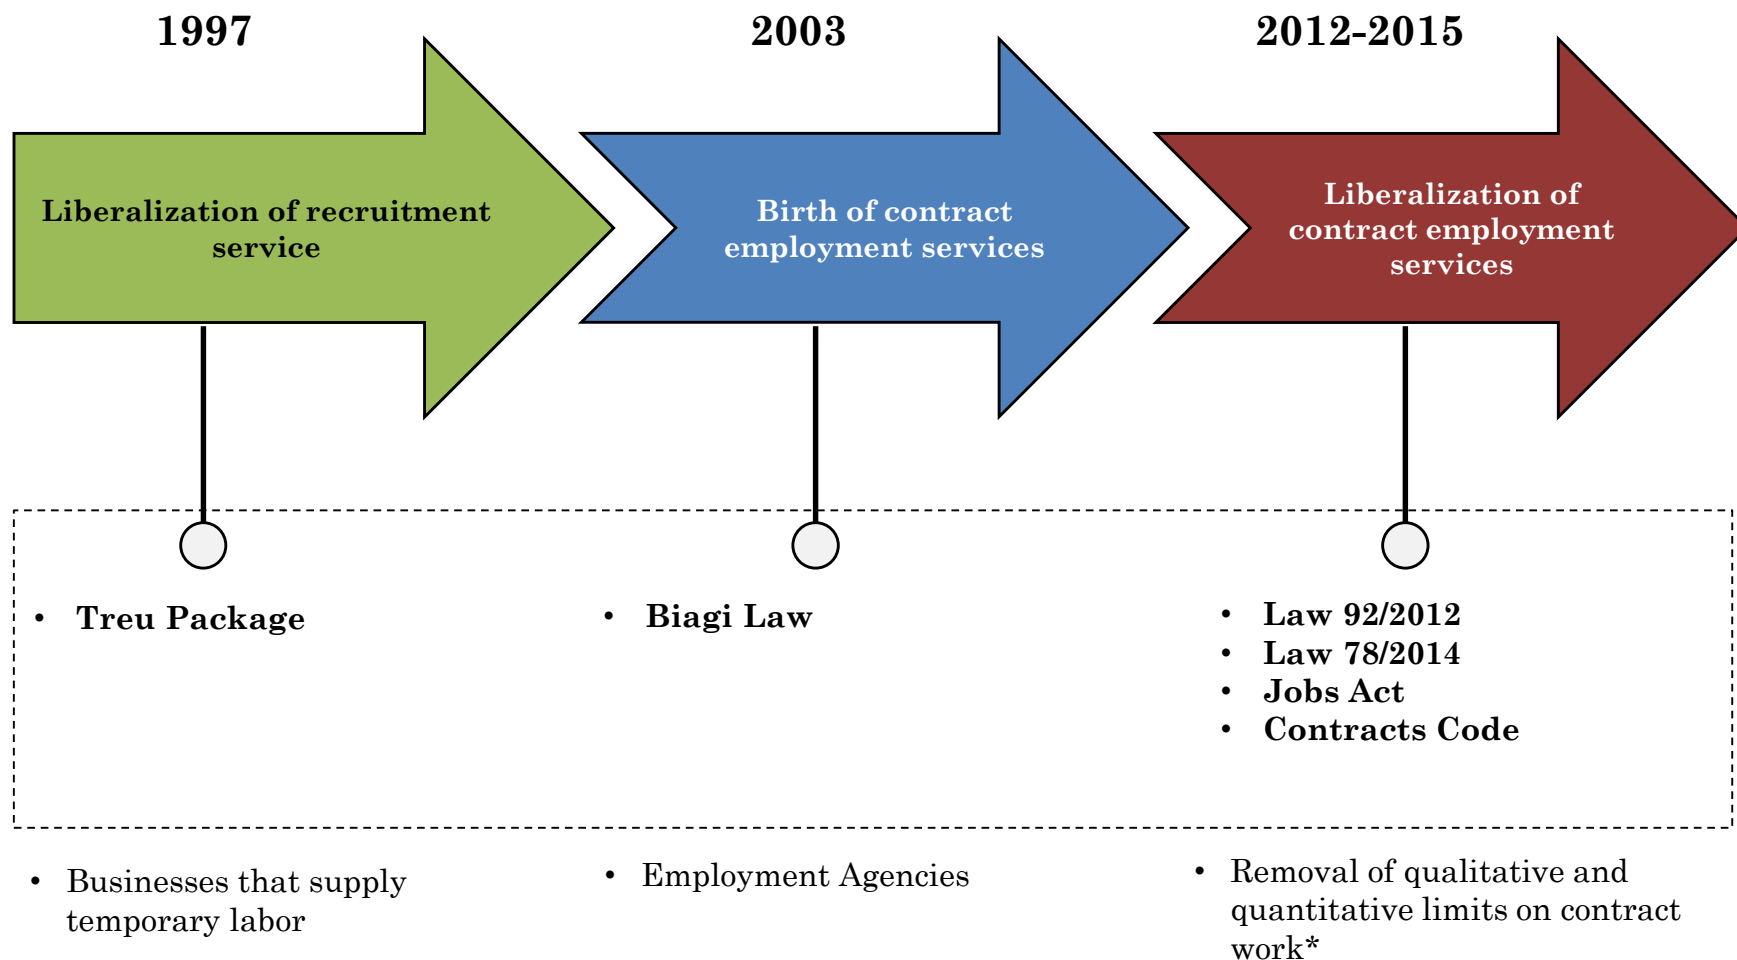 1997
2003
2012-2015
Liberalization of recruitment
service
Birth of contract
employment services
Liberalization of
contract employment
services
• Treu Package
• Biagi Law
• Law 92/2012
• Law 78/2014
• Jobs Act
• Contracts Code
• Businesses that supply
temporary labor
• Employment Agencies
• Removal of qualitative and
quantitative limits on contract
work*